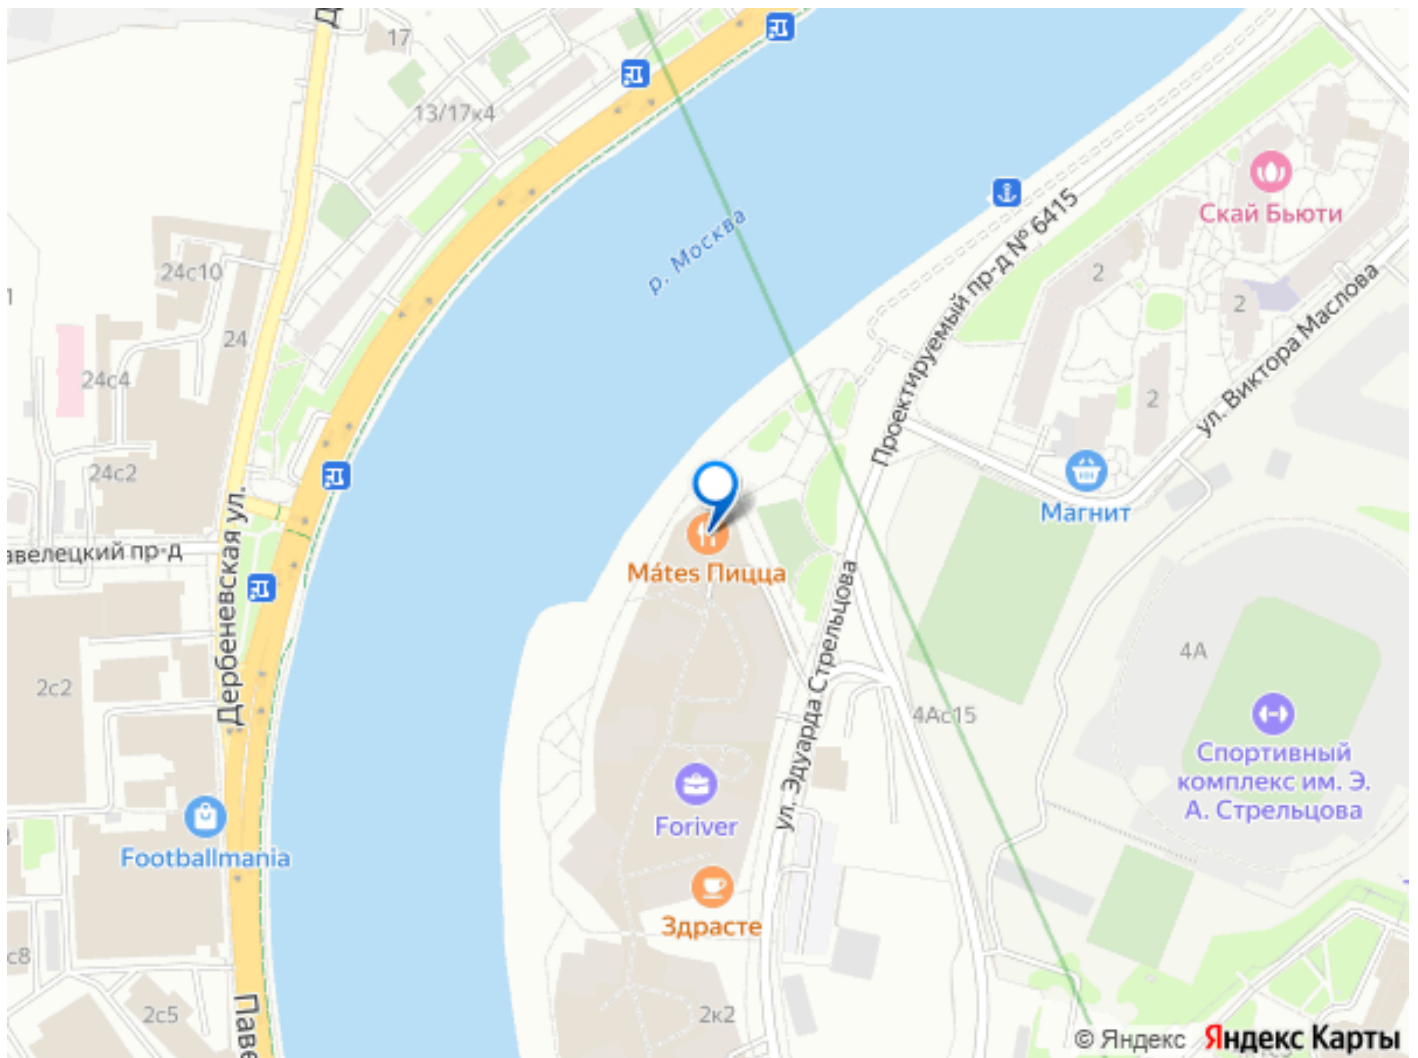 17
13/17к4
р. Москва
Проектируемый пр-д № 6415
Скай Бьюти
2
2
2
ул. Виктора Маслова
24с10
24
24с4
24с2
Дербеневская ул.
авелецкий пр-д
Магнит
Mátes Пицца
ул. Эдуарда Стрельцова
4А
4Ас15
2с2
Спортивный
комплекс им. Э.
А. Стрельцова
Foriver
Footballmania
Здрасте
с8
2с5
2к2
Паве
© Яндекс
Яндекс Карты